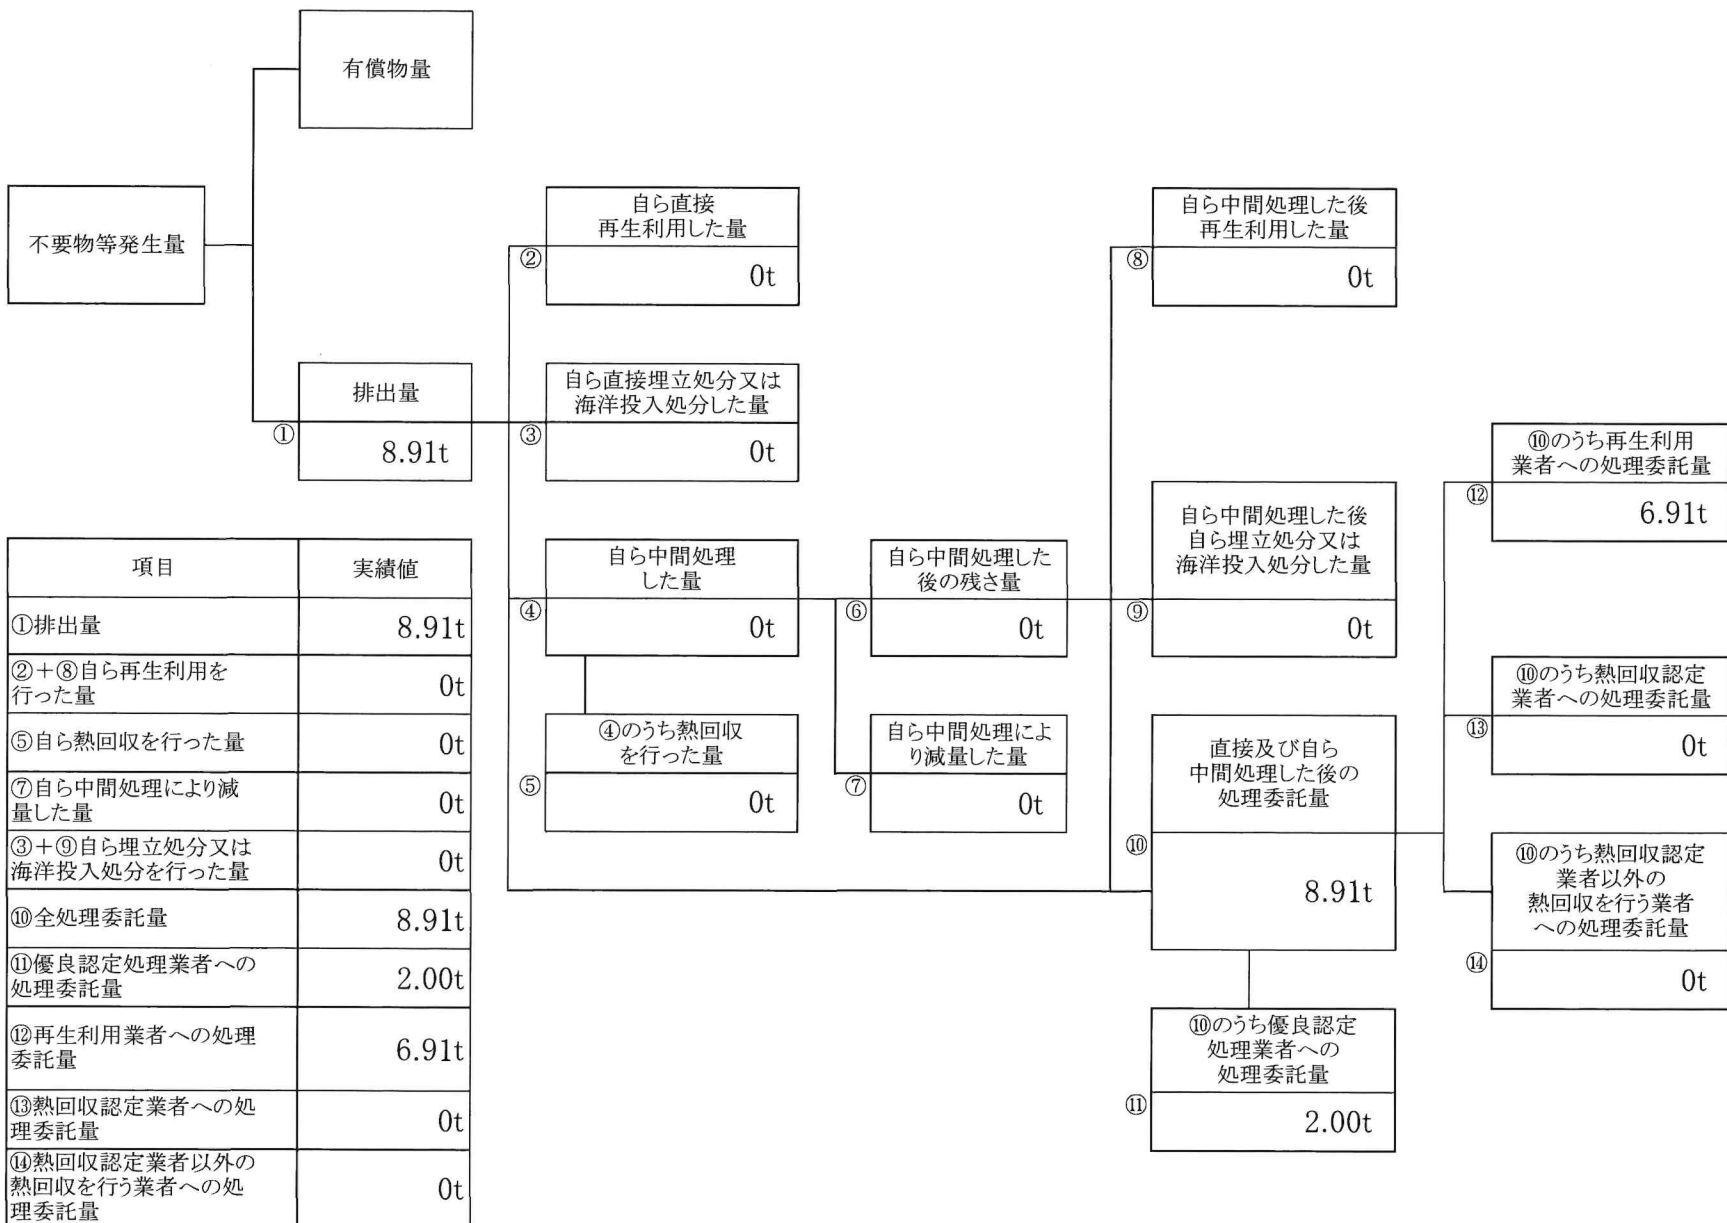 有償物量
不要物等発生量
排出量
①
8.91t
自ら直接
再生利用した量
②
0t
自ら直接埋立処分又は
海洋投入処分した量
③
0t
自ら中間処理
した量
④
0t
④のうち熱回収
を行った量
⑤
0t
自ら中間処理した
後の残さ量
⑥
0t
自ら中間処理によ
り減量した量
⑦
0t
自ら中間処理した後
再生利用した量
⑧
0t
自ら中間処理した後
自ら埋立処分又は
海洋投入処分した量
⑨
0t
直接及び自ら
中間処理した後の
処理委託量
⑩
8.91t
⑩のうち優良認定
処理業者への
処理委託量
⑪
2.00t
⑩のうち再生利用
業者への処理委託量
⑫
6.91t
⑩のうち熱回収認定
業者への処理委託量
⑬
0t
⑩のうち熱回収認定
業者以外の
熱回収を行う業者
への処理委託量
⑭
0t
項目 実績値
①排出量 8.91t
②+⑧自ら再生利用を
行った量
0t
⑤自ら熱回収を行った量 0t
⑦自ら中間処理により減
量した量
0t
③+⑨自ら埋立処分又は
海洋投入処分を行った量
0t
⑩全処理委託量 8.91t
⑪優良認定処理業者への
処理委託量
2.00t
⑫再生利用業者への処理
委託量
6.91t
⑬熱回収認定業者への処
理委託量
0t
⑭熱回収認定業者以外の
熱回収を行う業者への処
理委託量
0t